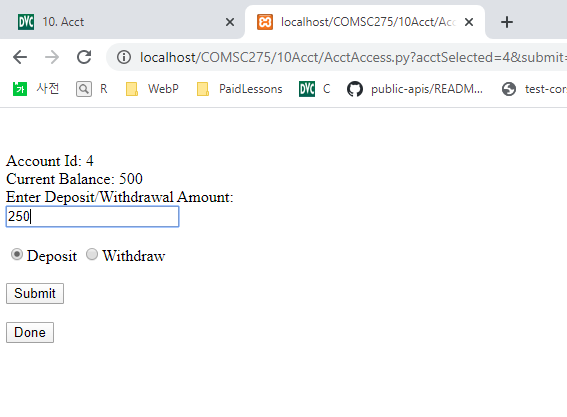 DVC 10. Acct
localhost/COMSC275/10Acct/Acc
localhost/COMSC275/10Acct/AcctAccess.py?acctSelected=4&submit=
사전 R WebP PaidLessons DVC C public-apis/READM... test-cor
Account Id: 4
Current Balance: 500
Enter Deposit/Withdrawal Amount:
250
Deposit Withdraw
Submit
Done